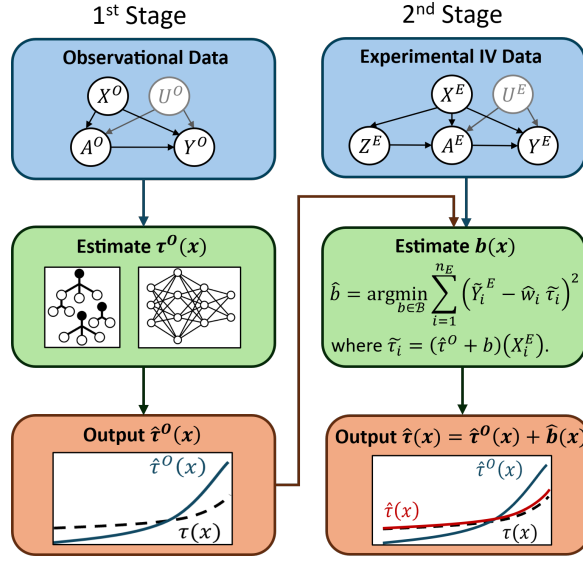 1st Stage
Observational Data
X^O
U^O
A^O
Y^O
Estimate τ^O(x)
Output τ̂^O(x)
τ̂^O(x)
τ(x)
2nd Stage
Experimental IV Data
X^E
U^E
Z^E
A^E
Y^E
Estimate b(x)
b̂ = argmin_{b∈ℬ} ∑_{i=1}^{n_E} (Ỹ_i^E − ŵ_i τ̃_i)^2
where τ̃_i = (τ̂^O + b)(X_i^E).
Output τ̂(x) = τ̂^O(x) + b̂(x)
τ̂^O(x)
τ̂(x)
τ(x)